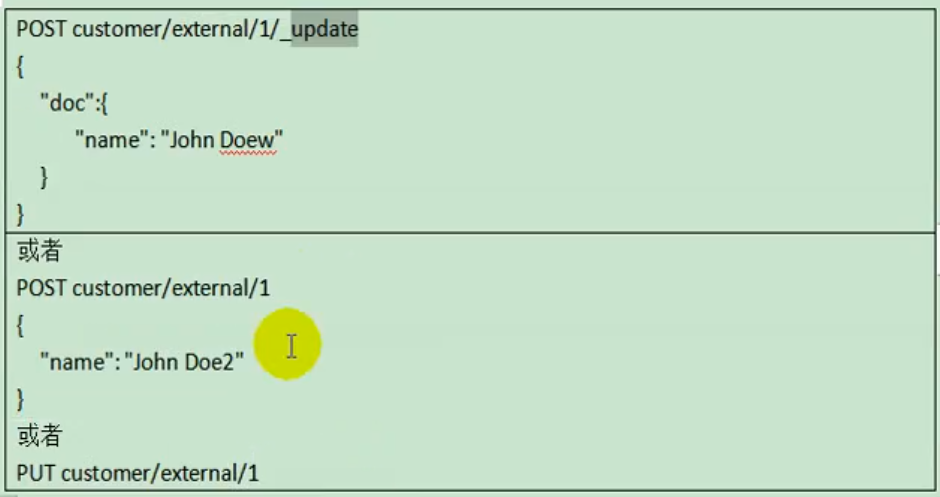 POST customer/external/1/_update
{
"doc":{
"name": "John Doew"
}
}
或者
POST customer/external/1
{
"name": "John Doe2"
}
或者
PUT customer/external/1